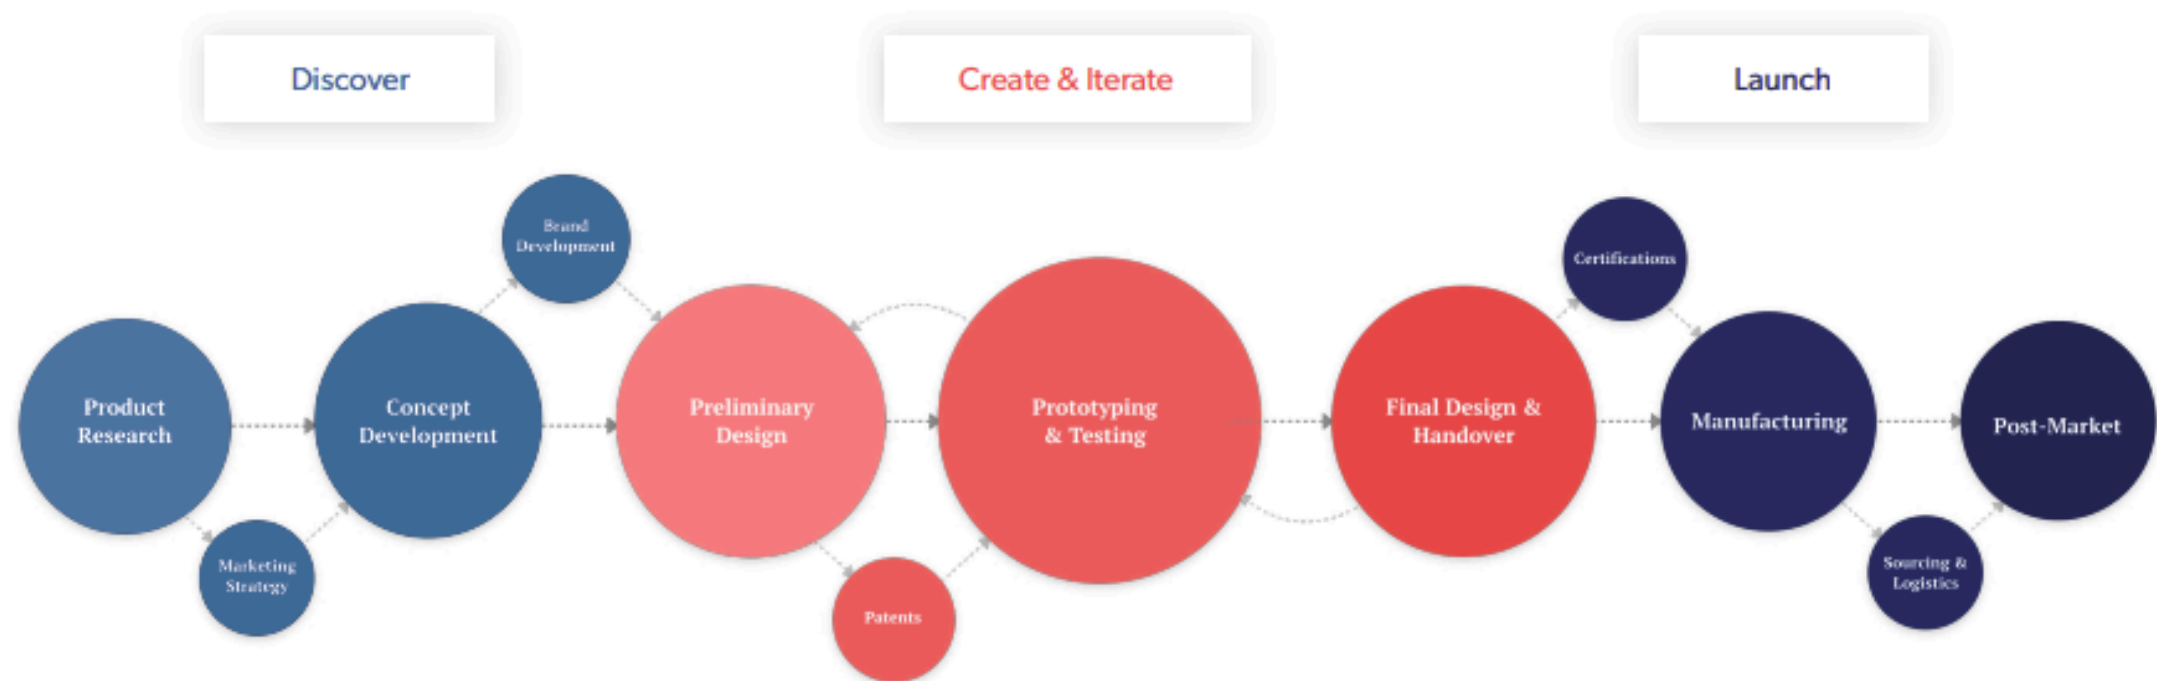 Discover
Create & Iterate
Launch
Brand
Development
Certifications
Product
Research
Concept
Development
Preliminary
Design
Prototyping
& Testing
Final Design &
Handover
Manufacturing
Post-Market
Marketing
Strategy
Patents
Sourcing &
Logistics